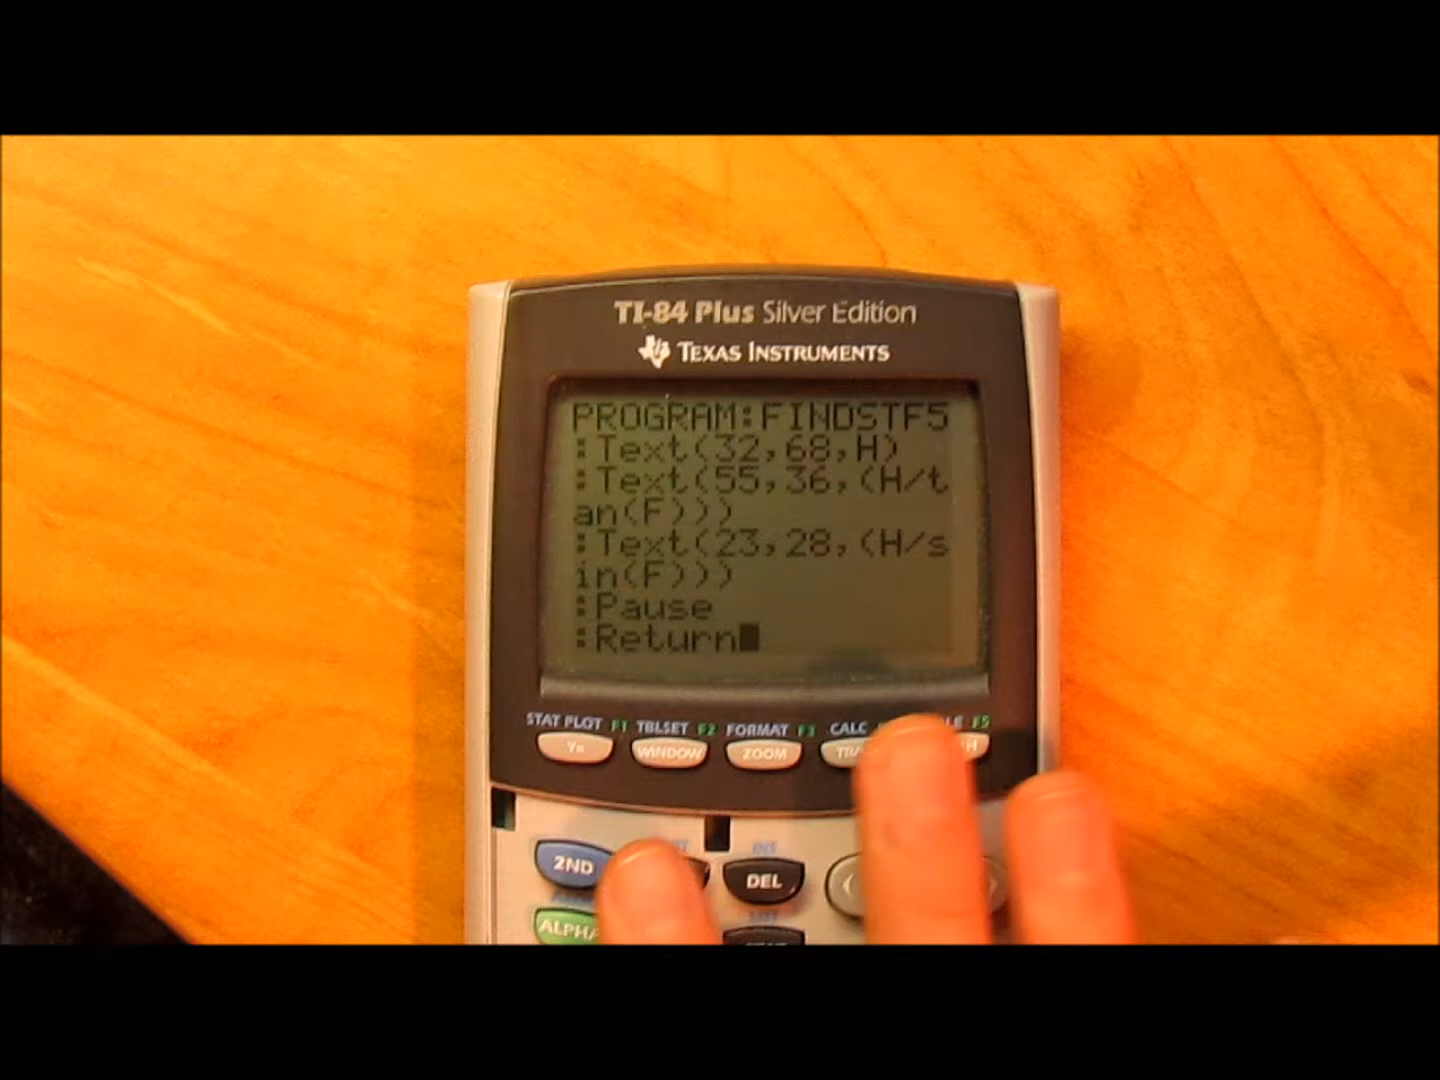 TI-84 Plus Silver Edition
TEXAS INSTRUMENTS
PROGRAM:FINDSTF5
:Text(32,68,H)
:Text(55,36,(H/t
an(F)))
:Text(23,28,(H/s
in(F)))
:Pause
:Return
STAT PLOT F1 TBLSET F2 FORMAT F3 CALC F5
Y= WINDOW ZOOM
INS
2ND DEL
ALPHA